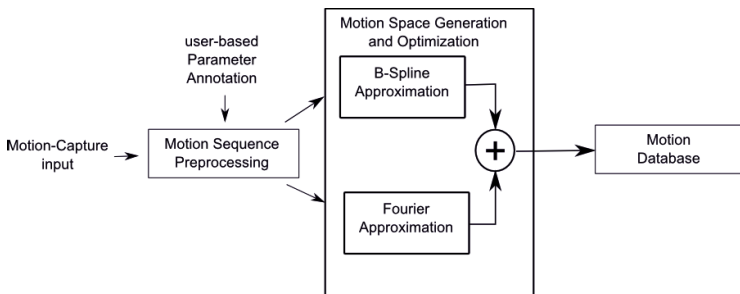 Motion Space Generation
and Optimization
user-based
Parameter
Annotation
B-Spline
Approximation
Motion-Capture
input
Motion Sequence
Preprocessing
+
Motion
Database
Fourier
Approximation